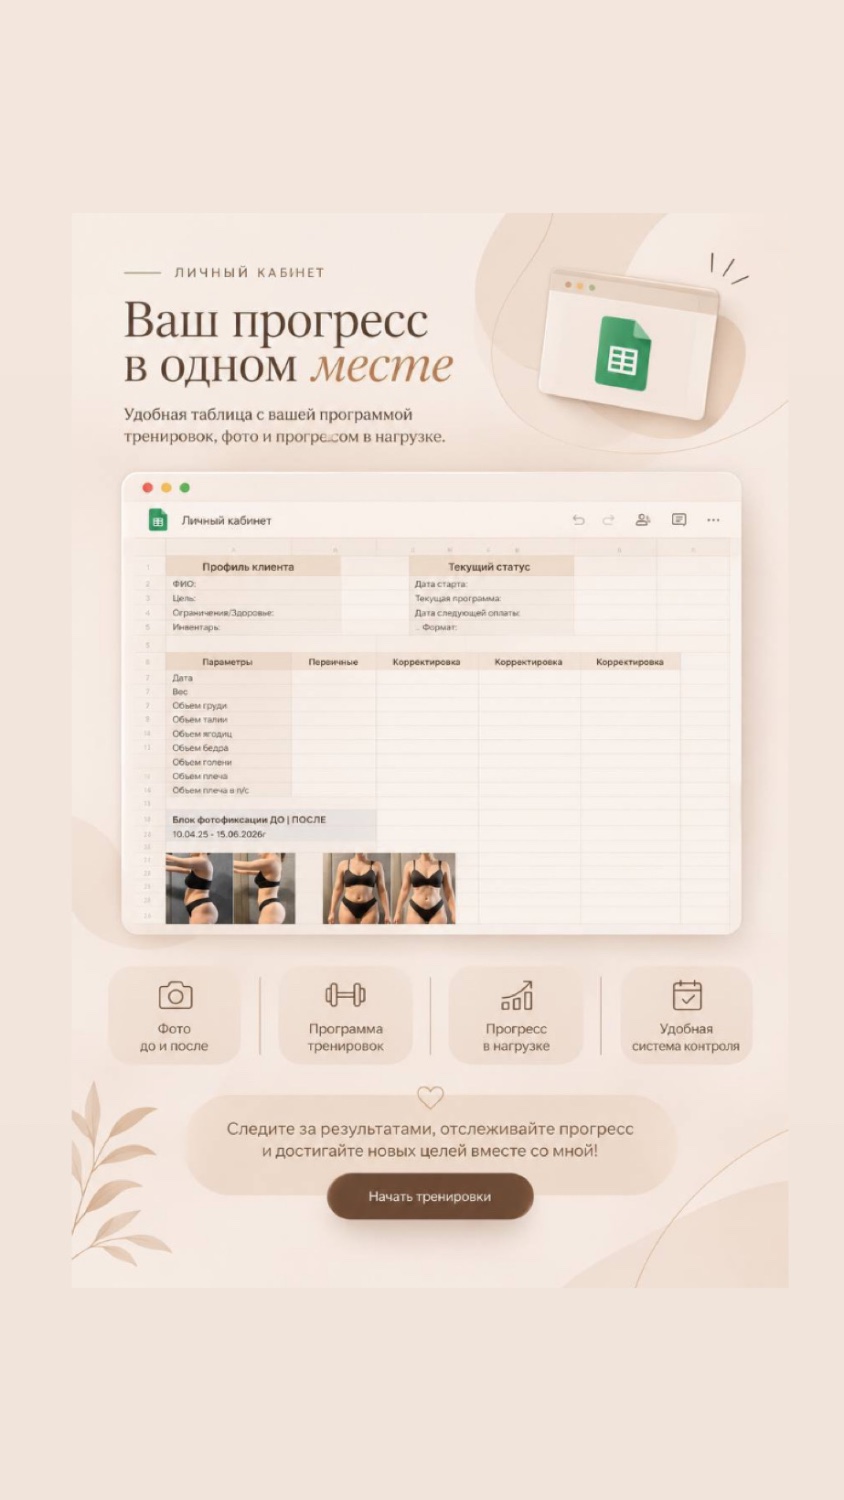 ЛИЧНЫЙ КАБИНЕТ
Ваш прогресс
в одном месте
Удобная таблица с вашей программой
тренировок, фото и прогрессом в нагрузке.
Личный кабинет
Профиль клиента
Текущий статус
ФИО:
Дата старта:
Цель:
Текущая программа:
Ограничения/Здоровье:
Дата следующей оплаты:
Инвентарь:
Формат:
Параметры Первичные Корректировка Корректировка Корректировка
Дата
Вес
Объем груди
Объем талии
Объем ягодиц
Объем бедра
Объем голени
Объем плеча
Объем плеча в п/с
Блок фотофиксации ДО | ПОСЛЕ
10.04.25 - 15.06.2026г
Фото
до и после
Программа
тренировок
Прогресс
в нагрузке
Удобная
система контроля
Следите за результатами, отслеживайте прогресс
и достигайте новых целей вместе со мной!
Начать тренировки